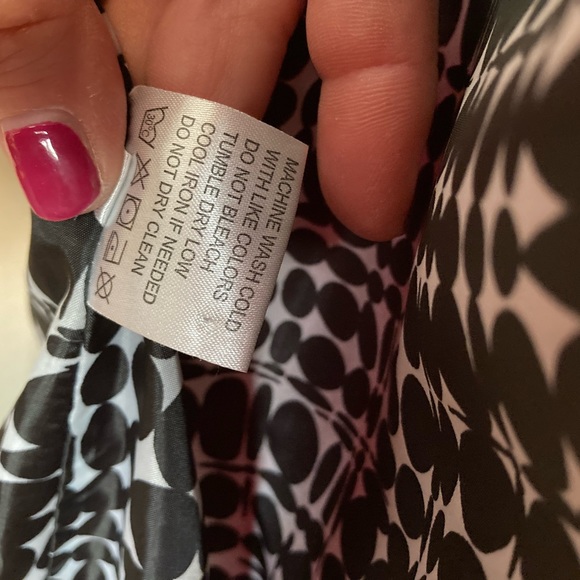 MACHINE WASH COLD
WITH LIKE COLORS
DO NOT BLEACH
TUMBLE DRY LOW
COOL IRON IF NEEDED
DO NOT DRY CLEAN
30°C